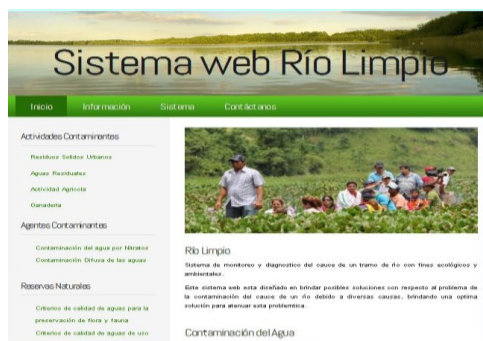 Sistema web Río Limpio
Inicio Información Sistema Contáctanos
Actividades Contaminantes
Residuos Solidos Urbanos
Aguas Residuales
Actividad Agricola
Ganaderia
Agentes Contaminantes
Contaminación del agua por Nitratos
Contaminación Difusa de las aguas
Reservas Naturales
Criterios de calidad de aguas para la
preservación de flora y fauna
Criterios de calidad de aguas de uso
Río Limpio
Sistema de monitoreo y diagnostico del cauce de un tramo de río con fines ecológicos y
ambientales.
Este sistema web esta diseñado en brindar posibles soluciones con respecto al problema de
la contaminación del cauce de un río debido a diversas causas, brindando una optima
solución para atenuar esta problemtica.
Contaminación del Agua